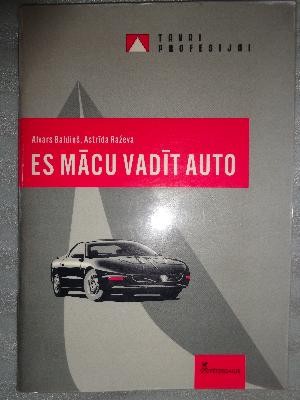 TAVAI
PROFESIJAI
Alvars Baldiņš, Astrīda Raževa
ES MĀCU VADĪT AUTO